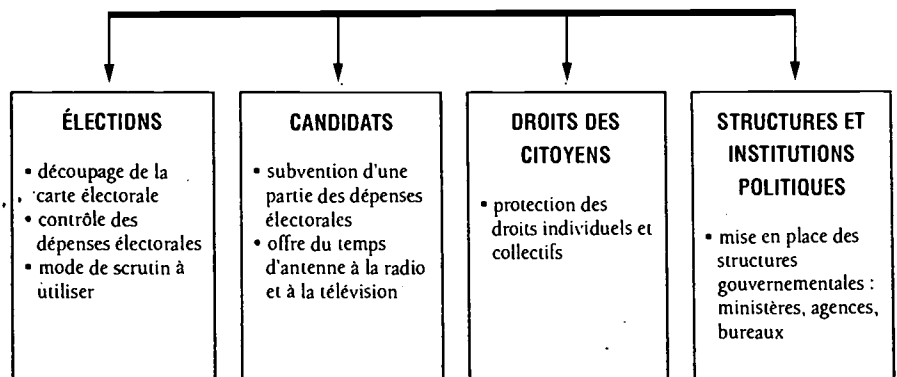 ÉLECTIONS
• découpage de la
carte électorale
• contrôle des
dépenses électorales
• mode de scrutin à
utiliser
CANDIDATS
• subvention d'une
partie des dépenses
électorales
• offre du temps
d'antenne à la radio
et à la télévision
DROITS DES
CITOYENS
• protection des
droits individuels et
collectifs
STRUCTURES ET
INSTITUTIONS
POLITIQUES
• mise en place des
structures
gouvernementales :
ministères, agences,
bureaux